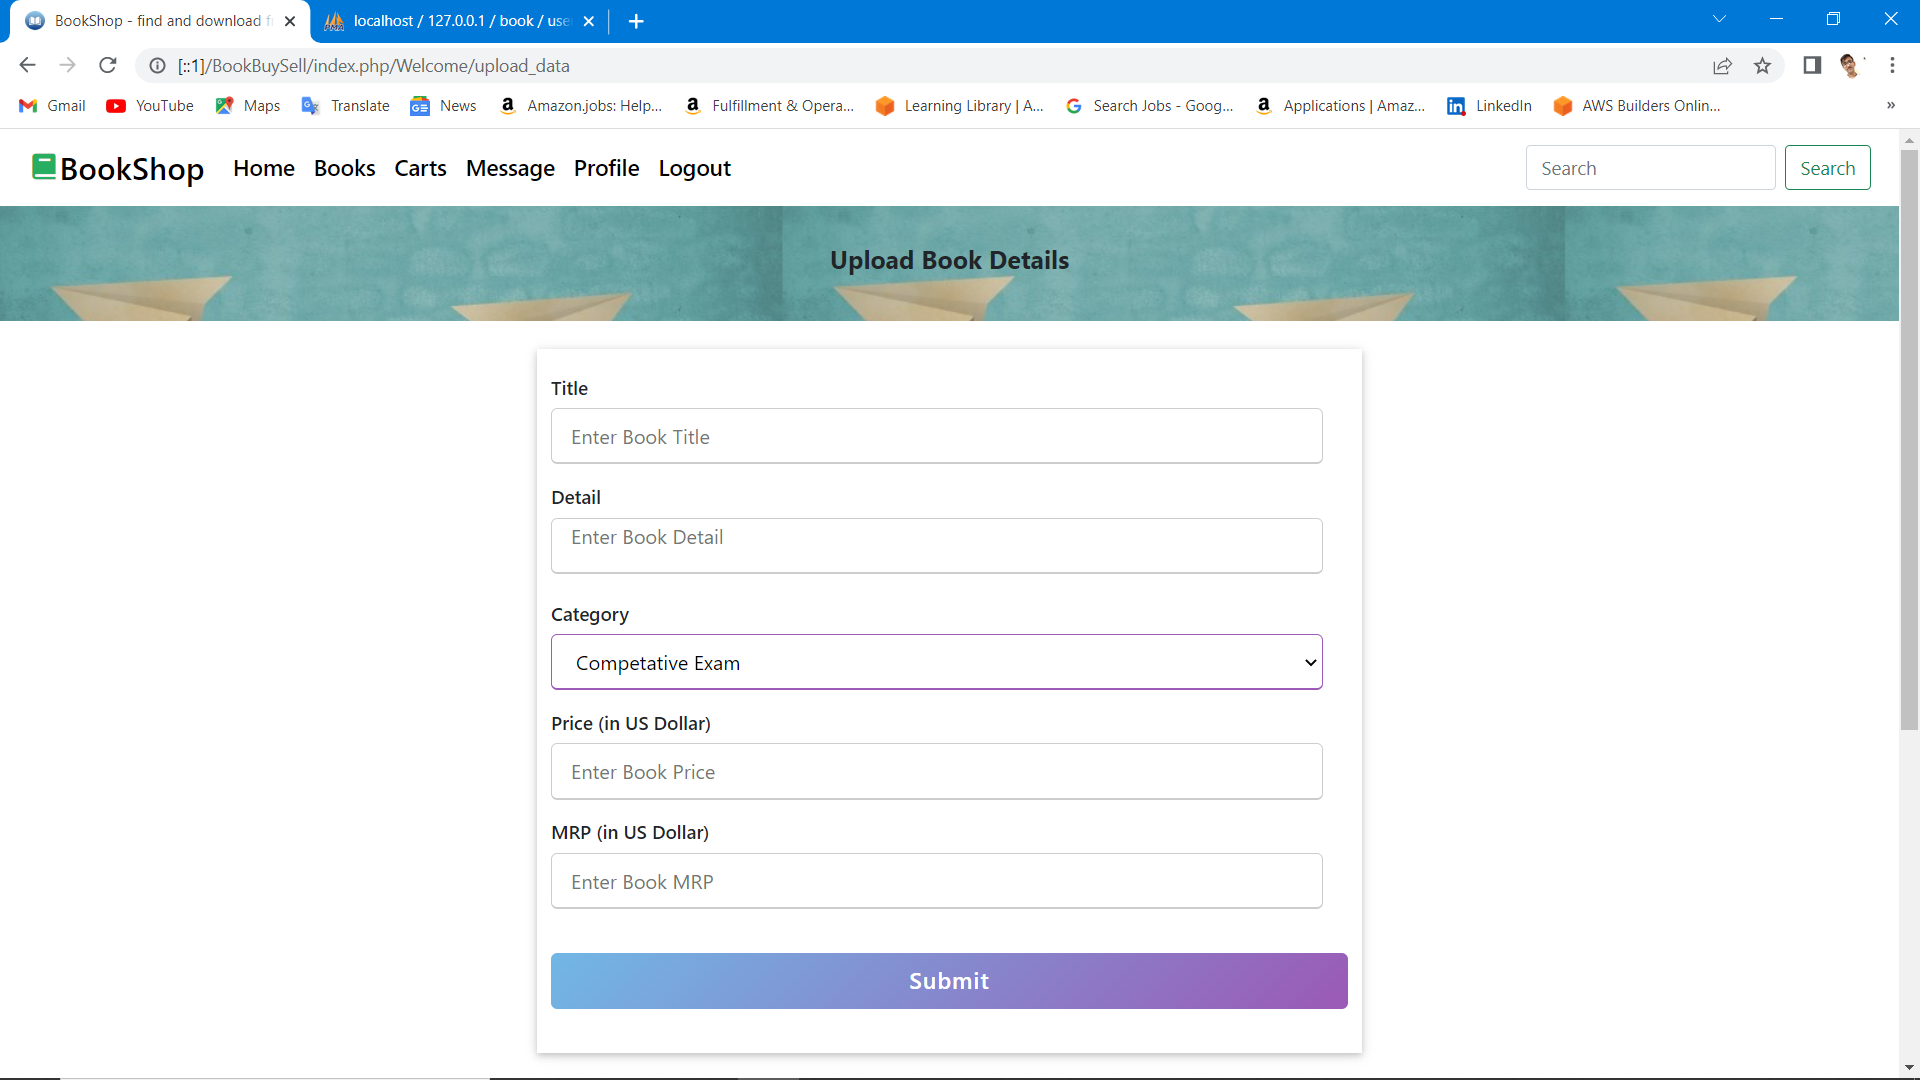 BookShop - find and download f
localhost / 127.0.0.1 / book / use
[::1]/BookBuySell/index.php/Welcome/upload_data
Gmail
YouTube
Maps
Translate
News
Amazon.jobs: Help...
Fulfillment & Opera...
Learning Library | A...
Search Jobs - Goog...
Applications | Amaz...
LinkedIn
AWS Builders Onlin...
»
BookShop Home Books Carts Message Profile Logout
Search
Search
Upload Book Details
Title
Enter Book Title
Detail
Enter Book Detail
Category
Competative Exam
Price (in US Dollar)
Enter Book Price
MRP (in US Dollar)
Enter Book MRP
Submit